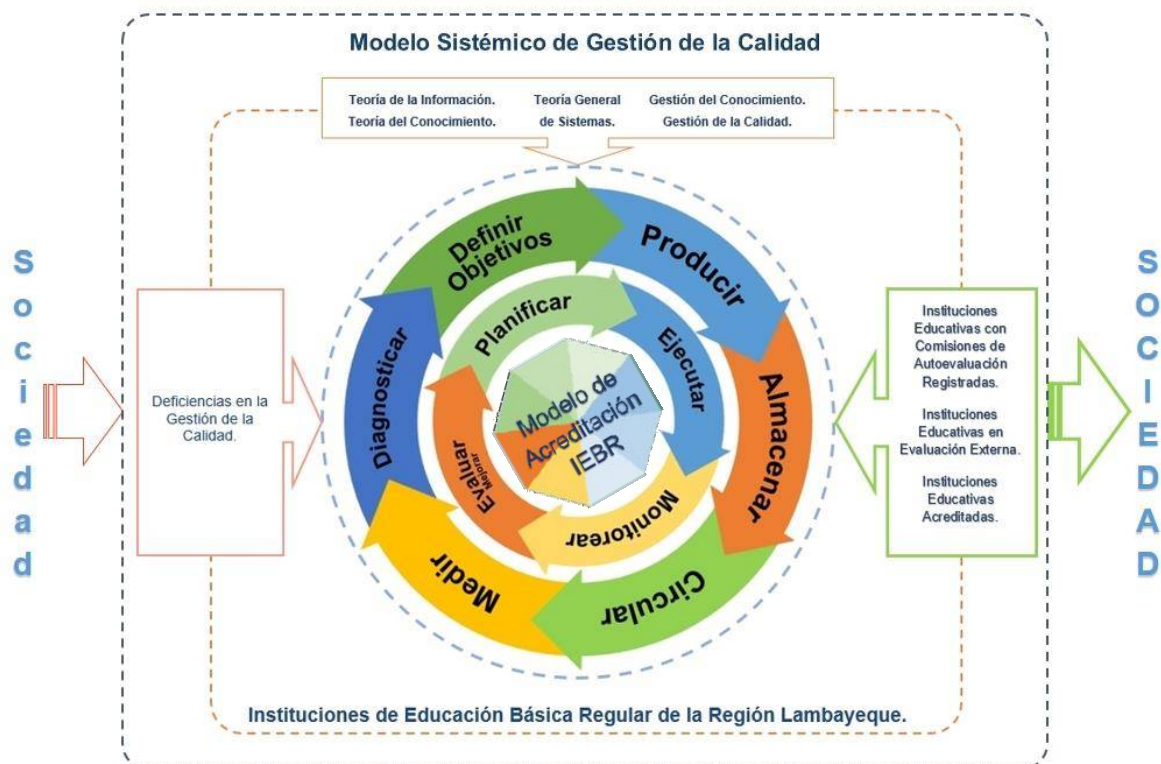 Modelo Sistémico de Gestión de la Calidad
Teoría de la Información.
Teoría del Conocimiento.
Teoría General
de Sistemas.
Gestión del Conocimiento.
Gestión de la Calidad.
Sociedad
Deficiencias en la
Gestión de la
Calidad.
Definir
Objetivos
Producir
Almacenar
Circular
Medir
Diagnosticar
Planificar
Ejecutar
Monitorear
Evaluar
Mejorar
Modelo de
Acreditación
IEBR
Instituciones
Educativas con
Comisiones de
Autoevaluación
Registradas.
Instituciones
Educativas en
Evaluación Externa.
Instituciones
Educativas
Acreditadas.
SOCIEDAD
Instituciones de Educación Básica Regular de la Región Lambayeque.